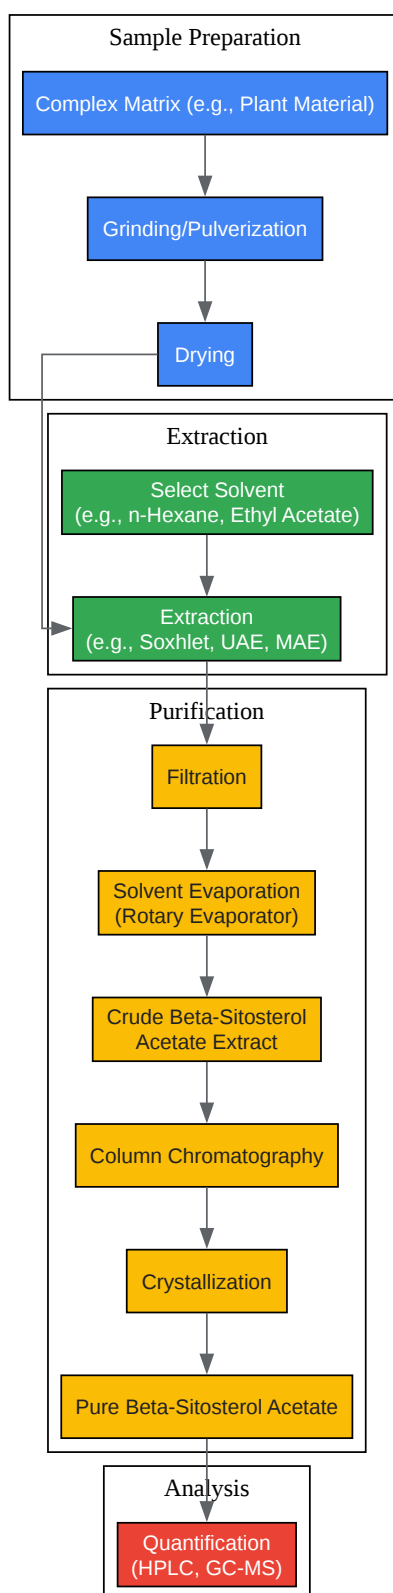 Sample Preparation
Complex Matrix (e.g., Plant Material)
Grinding/Pulverization
Drying
Extraction
Select Solvent
(e.g., n-Hexane, Ethyl Acetate)
Extraction
(e.g., Soxhlet, UAE, MAE)
Purification
Filtration
Solvent Evaporation
(Rotary Evaporator)
Crude Beta-Sitosterol
Acetate Extract
Column Chromatography
Crystallization
Pure Beta-Sitosterol Acetate
Analysis
Quantification
(HPLC, GC-MS)